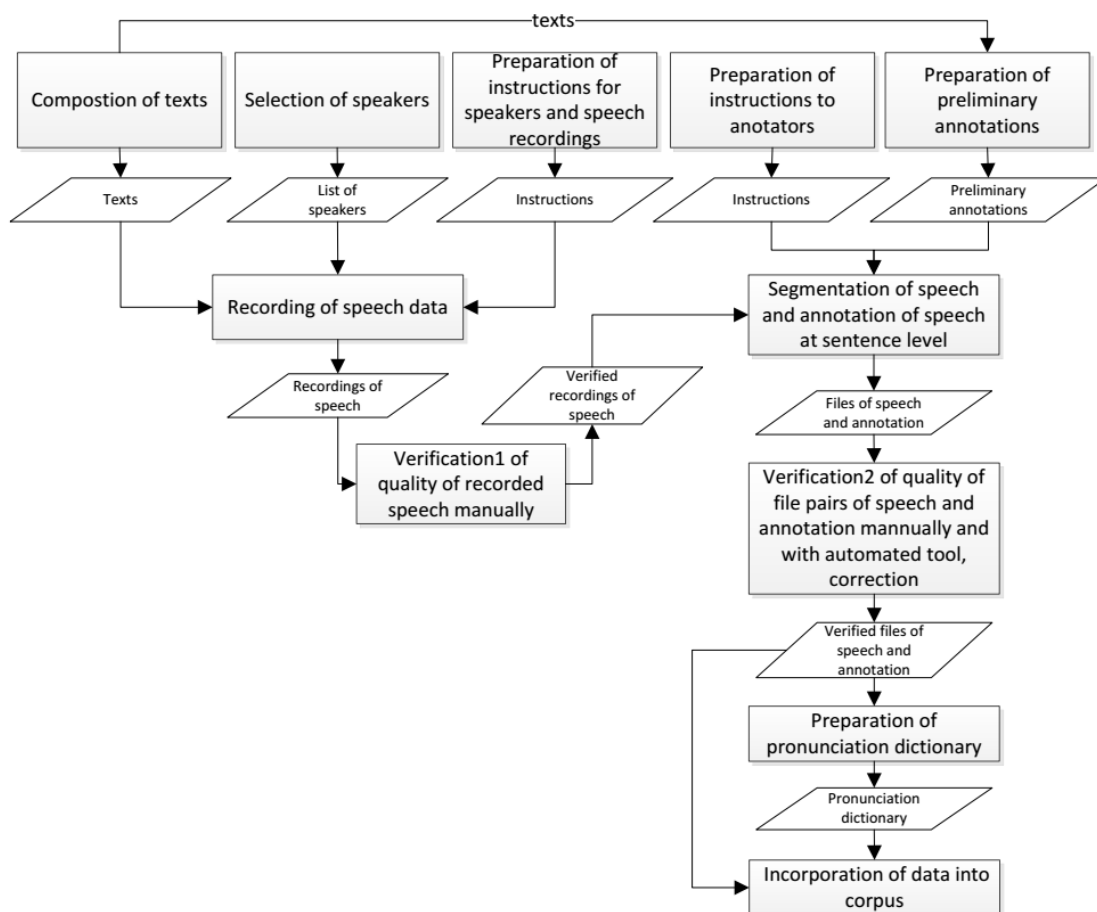 texts
Compostion of texts
Selection of speakers
Preparation of
instructions for
speakers and speech
recordings
Preparation of
instructions to
anotators
Preparation of
preliminary
annotations
Texts
List of
speakers
Instructions
Instructions
Preliminary
annotations
Recording of speech data
Segmentation of speech
and annotation of speech
at sentence level
Recordings of
speech
Verified
recordings of
speech
Files of speech
and annotation
Verification1 of
quality of recorded
speech manually
Verification2 of quality of
file pairs of speech and
annotation mannually and
with automated tool,
correction
Verified files of
speech and
annotation
Preparation of
pronunciation dictionary
Pronunciation
dictionary
Incorporation of data into
corpus